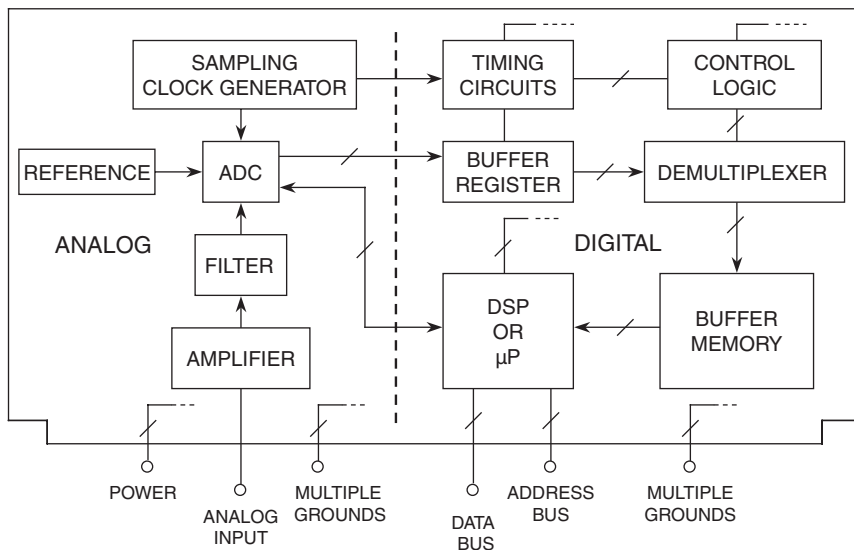 SAMPLING
CLOCK GENERATOR
TIMING
CIRCUITS
CONTROL
LOGIC
REFERENCE
ADC
BUFFER
REGISTER
DEMULTIPLEXER
ANALOG
DIGITAL
FILTER
DSP
OR
µP
BUFFER
MEMORY
AMPLIFIER
POWER
ANALOG
INPUT
MULTIPLE
GROUNDS
DATA
BUS
ADDRESS
BUS
MULTIPLE
GROUNDS